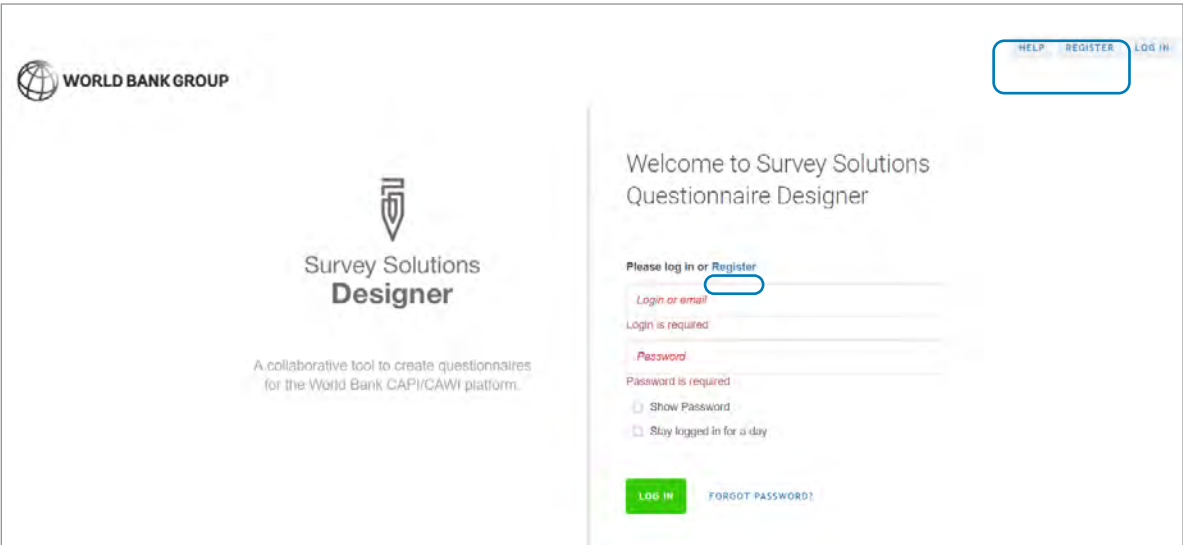 HELP REGISTER LOG IN
WORLD BANK GROUP
Survey Solutions
Designer
A collaborative tool to create questionnaires
for the World Bank CAPI/CAWI platform.
Welcome to Survey Solutions
Questionnaire Designer
Please log in or Register
Login or email
Login is required
Password
Password is required
Show Password
Stay logged in for a day
LOG IN FORGOT PASSWORD?